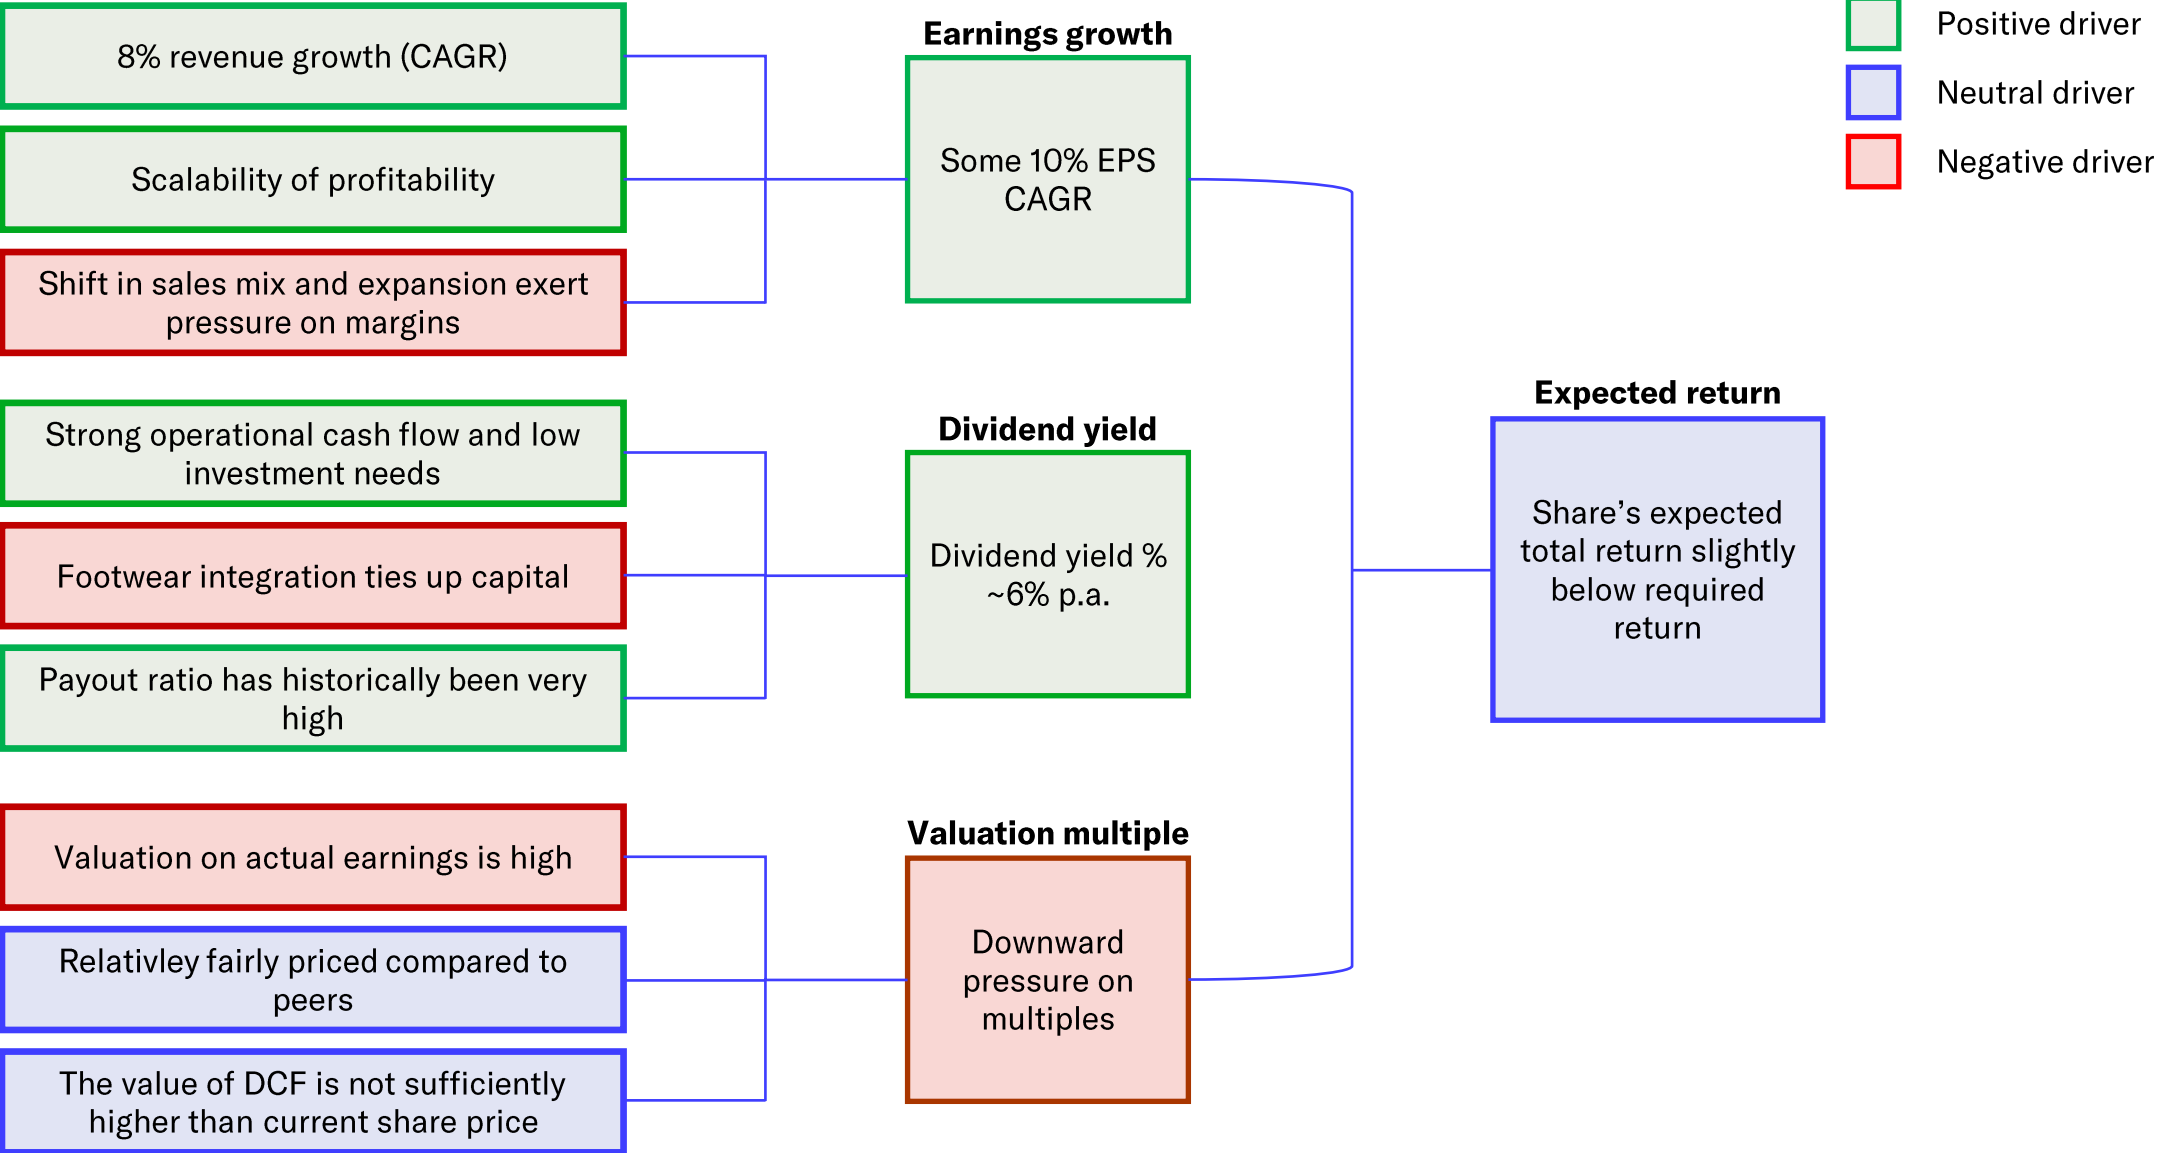 8% revenue growth (CAGR)
Scalability of profitability
Shift in sales mix and expansion exert
pressure on margins
Earnings growth
Some 10% EPS
CAGR
Strong operational cash flow and low
investment needs
Footwear integration ties up capital
Payout ratio has historically been very
high
Dividend yield
Dividend yield %
~6% p.a.
Valuation on actual earnings is high
Relativley fairly priced compared to
peers
The value of DCF is not sufficiently
higher than current share price
Valuation multiple
Downward
pressure on
multiples
Expected return
Share’s expected
total return slightly
below required
return
Positive driver
Neutral driver
Negative driver